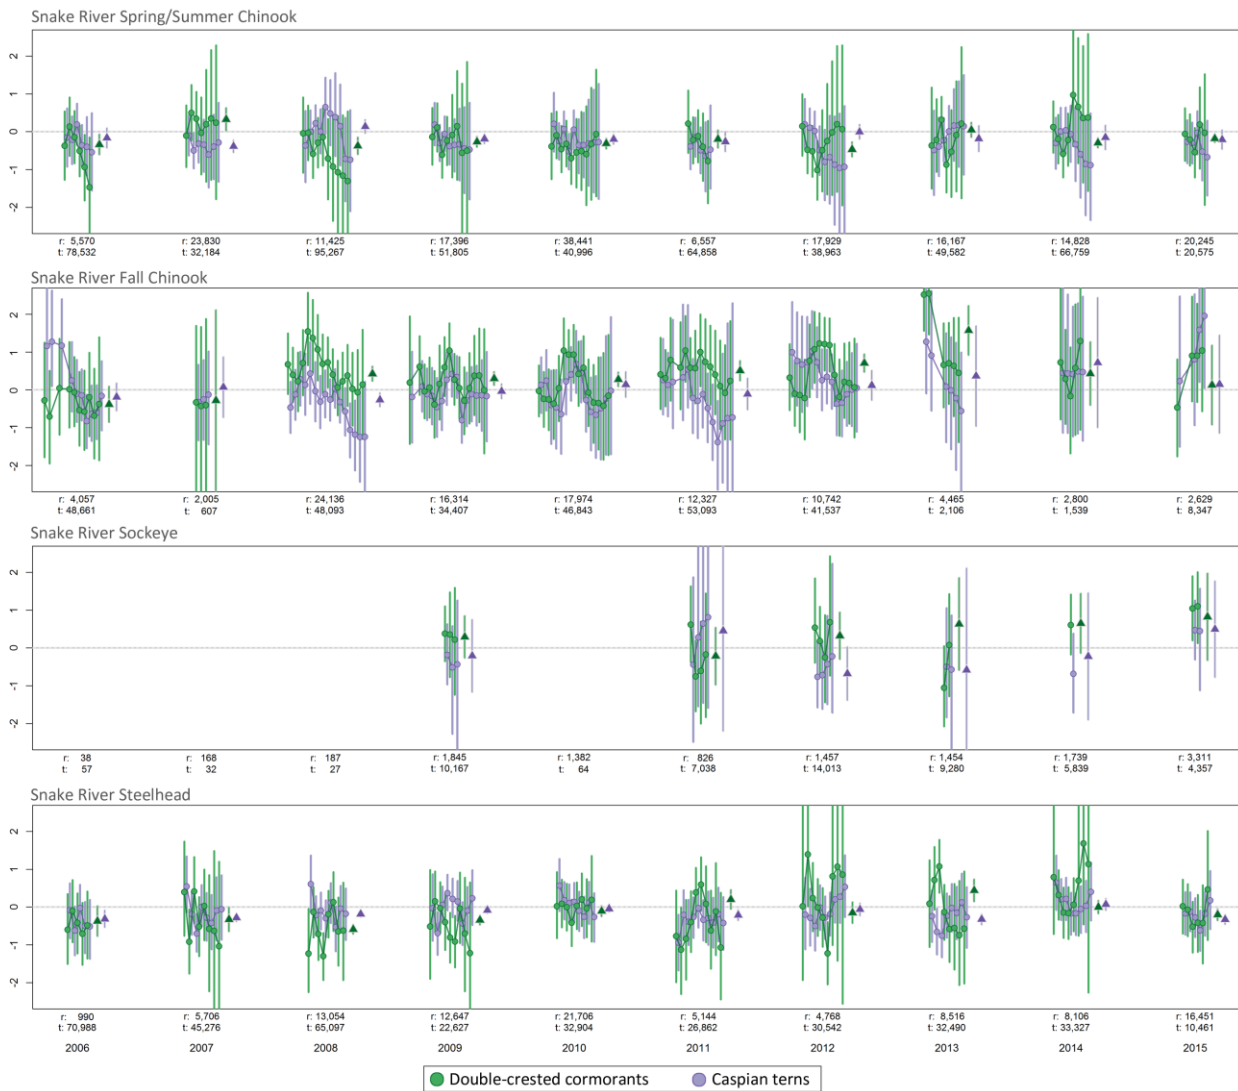 Snake River Spring/Summer Chinook
2
1
0
-1
-2
r: 5,570 r: 23,830 r: 11,425 r: 17,396 r: 38,441 r: 6,557 r: 17,929 r: 16,167 r: 14,828 r: 20,245
t: 78,532 t: 32,184 t: 95,267 t: 51,805 t: 40,996 t: 64,858 t: 38,963 t: 49,582 t: 66,759 t: 20,575
Snake River Fall Chinook
2
1
0
-1
-2
r: 4,057 r: 2,005 r: 24,136 r: 16,314 r: 17,974 r: 12,327 r: 10,742 r: 4,465 r: 2,800 r: 2,629
t: 48,661 t: 607 t: 48,093 t: 34,407 t: 46,843 t: 53,093 t: 41,537 t: 2,106 t: 1,539 t: 8,347
Snake River Sockeye
2
1
0
-1
-2
r: 38 r: 168 r: 187 r: 1,845 r: 1,382 r: 826 r: 1,457 r: 1,454 r: 1,739 r: 3,311
t: 57 t: 32 t: 27 t: 10,167 t: 64 t: 7,038 t: 14,013 t: 9,280 t: 5,839 t: 4,357
Snake River Steelhead
2
1
0
-1
-2
r: 990 r: 5,706 r: 13,054 r: 12,647 r: 21,706 r: 5,144 r: 4,768 r: 8,516 r: 8,106 r: 16,451
t: 70,988 t: 45,276 t: 65,097 t: 22,627 t: 32,904 t: 26,862 t: 30,542 t: 32,490 t: 33,327 t: 10,461
2006 2007 2008 2009 2010 2011 2012 2013 2014 2015
Double-crested cormorants Caspian terns